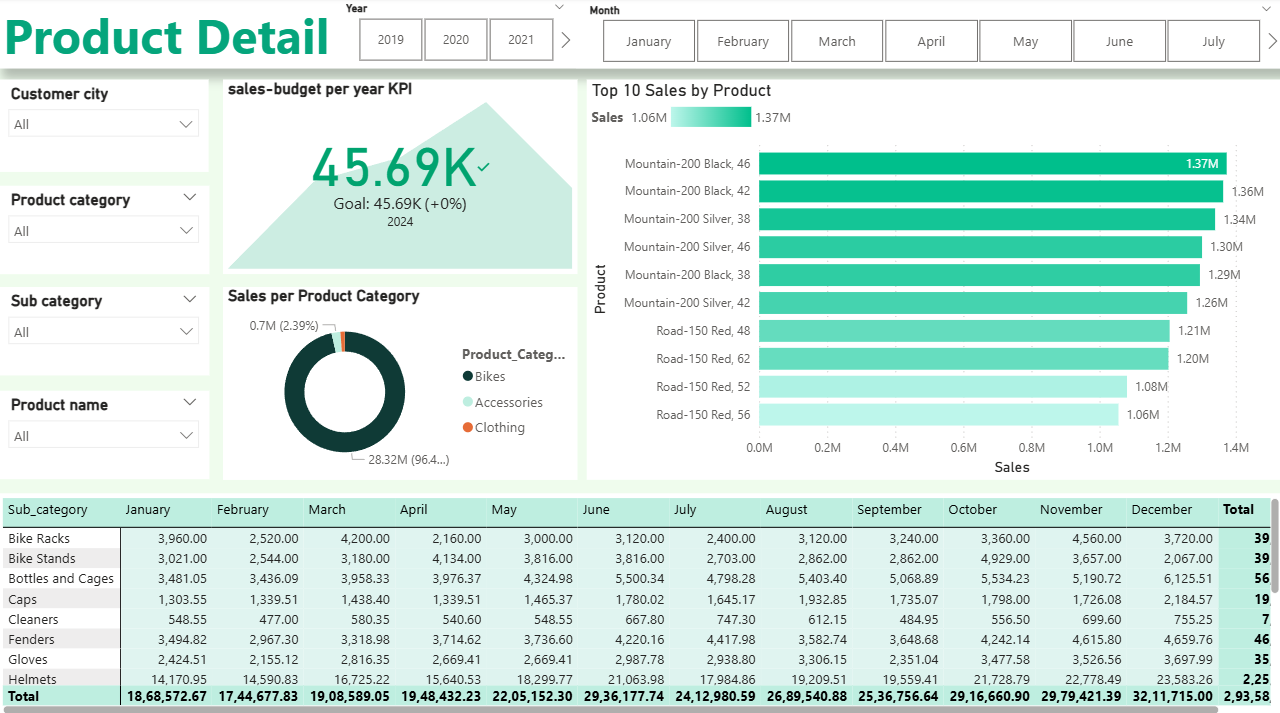 Product Detail
Year
2019 2020 2021
Month
January February March April May June July
Customer city
All
Product category
All
Sub category
All
Product name
All
sales-budget per year KPI
45.69K
Goal: 45.69K (+0%)
2024
Sales per Product Category
0.7M (2.39%)
28.32M (96.4...)
Product_Categ...
Bikes
Accessories
Clothing
Top 10 Sales by Product
Sales 1.06M 1.37M
Product
Mountain-200 Black, 46 1.37M
Mountain-200 Black, 42 1.36M
Mountain-200 Silver, 38 1.34M
Mountain-200 Silver, 46 1.30M
Mountain-200 Black, 38 1.29M
Mountain-200 Silver, 42 1.26M
Road-150 Red, 48 1.21M
Road-150 Red, 62 1.20M
Road-150 Red, 52 1.08M
Road-150 Red, 56 1.06M
0.0M 0.2M 0.4M 0.6M 0.8M 1.0M 1.2M 1.4M
Sales
Sub_category January February March April May June July August September October November December Total
Bike Racks 3,960.00 2,520.00 4,200.00 2,160.00 3,000.00 3,120.00 2,400.00 3,120.00 3,240.00 3,360.00 4,560.00 3,720.00 39
Bike Stands 3,021.00 2,544.00 3,180.00 4,134.00 3,816.00 3,816.00 2,703.00 2,862.00 2,862.00 4,929.00 3,657.00 2,067.00 39
Bottles and Cages 3,481.05 3,436.09 3,958.33 3,976.37 4,324.98 5,500.34 4,798.28 5,403.40 5,068.89 5,534.23 5,190.72 6,125.51 56
Caps 1,303.55 1,339.51 1,438.40 1,339.51 1,465.37 1,780.02 1,645.17 1,932.85 1,735.07 1,798.00 1,726.08 2,184.57 19
Cleaners 548.55 477.00 580.35 540.60 548.55 667.80 747.30 612.15 484.95 556.50 699.60 755.25 7
Fenders 3,494.82 2,967.30 3,318.98 3,714.62 3,736.60 4,220.16 4,417.98 3,582.74 3,648.68 4,242.14 4,615.80 4,659.76 46
Gloves 2,424.51 2,155.12 2,816.35 2,669.41 2,669.41 2,987.78 2,938.80 3,306.15 2,351.04 3,477.58 3,526.56 3,697.99 35,
Helmets 14,170.95 14,590.83 16,725.22 15,640.53 18,299.77 21,063.98 17,984.86 19,209.51 19,559.41 21,728.79 22,778.49 23,583.26 2,25
Total 18,68,572.67 17,44,677.83 19,08,589.05 19,48,432.23 22,05,152.30 29,36,177.74 24,12,980.59 26,89,540.88 25,36,756.64 29,16,660.90 29,79,421.39 32,11,715.00 2,93,58